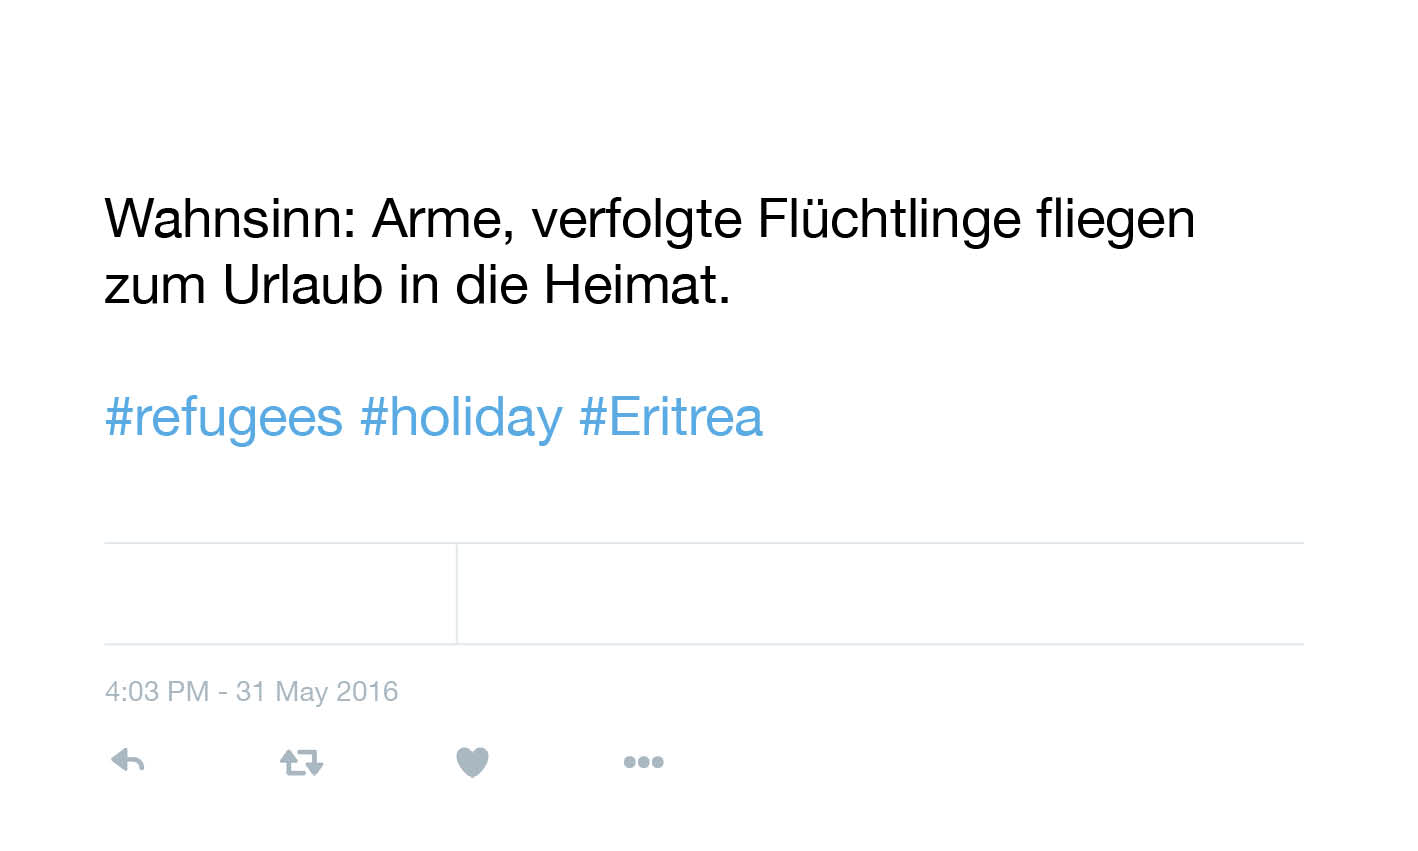 Wahnsinn: Arme, verfolgte Flüchtlinge fliegen
zum Urlaub in die Heimat.
#refugees #holiday #Eritrea
4:03 PM - 31 May 2016